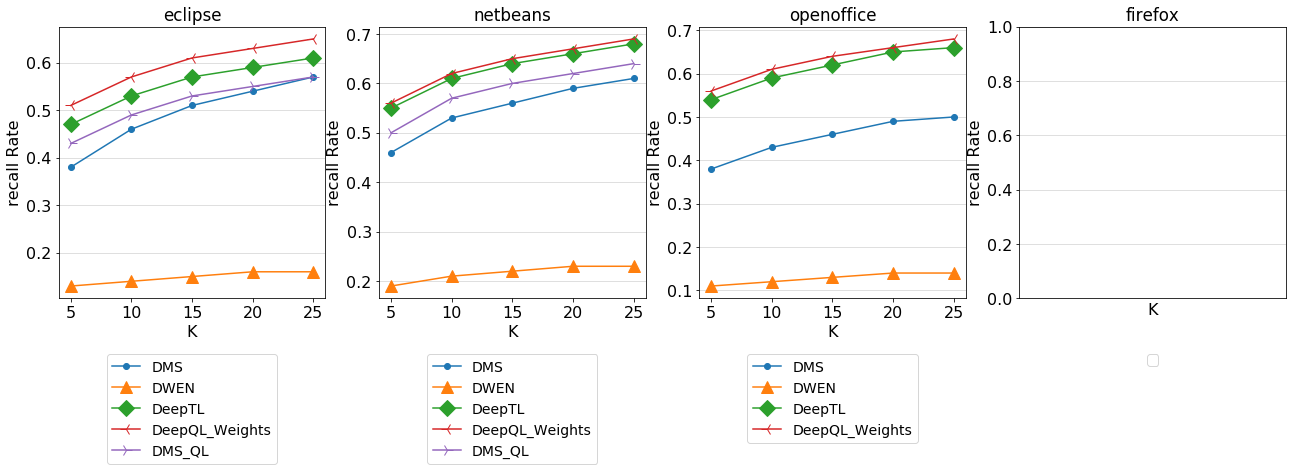 eclipse
recall Rate
0.6
0.5
0.4
0.3
0.2
5 10 15 20 25
K
DMS
DWEN
DeepTL
DeepQL_Weights
DMS_QL
netbeans
recall Rate
0.7
0.6
0.5
0.4
0.3
0.2
5 10 15 20 25
K
DMS
DWEN
DeepTL
DeepQL_Weights
DMS_QL
openoffice
recall Rate
0.7
0.6
0.5
0.4
0.3
0.2
0.1
5 10 15 20 25
K
DMS
DWEN
DeepTL
DeepQL_Weights
firefox
recall Rate
1.0
0.8
0.6
0.4
0.2
0.0
K